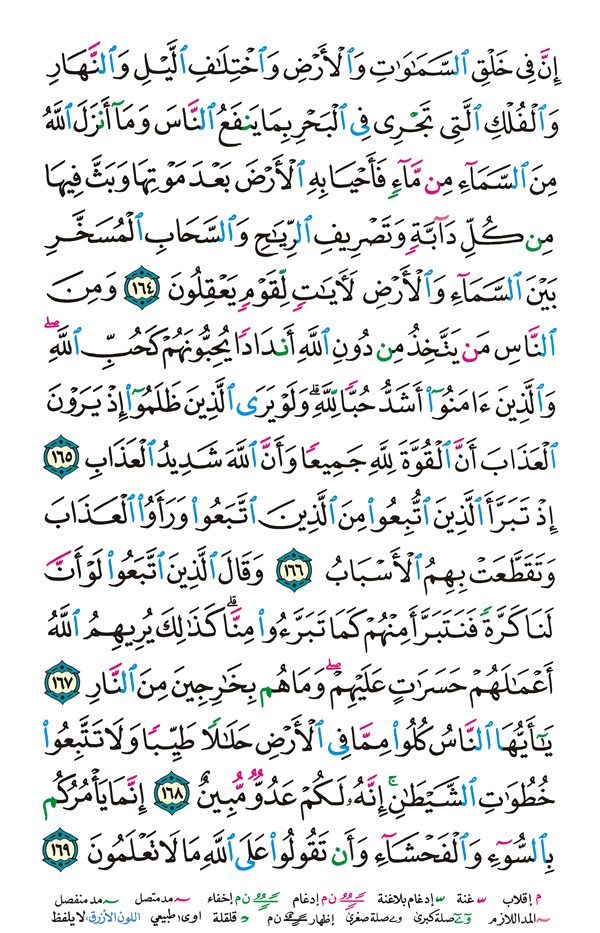 إِنَّ فِى خَلْقِ ٱلسَّمَـٰوَٰتِ وَٱلْأَرْضِ وَٱخْتِلَـٰفِ ٱلَّيْلِ وَٱلنَّهَارِ
وَٱلْفُلْكِ ٱلَّتِى تَجْرِى فِى ٱلْبَحْرِ بِمَا يَنفَعُ ٱلنَّاسَ وَمَآ أَنزَلَ ٱللَّهُ
مِنَ ٱلسَّمَآءِ مِن مَّآءٍ فَأَحْيَا بِهِ ٱلْأَرْضَ بَعْدَ مَوْتِهَا وَبَثَّ فِيهَا
مِن كُلِّ دَآبَّةٍ وَتَصْرِيفِ ٱلرِّيَـٰحِ وَٱلسَّحَابِ ٱلْمُسَخَّرِ
بَيْنَ ٱلسَّمَآءِ وَٱلْأَرْضِ لَـَٔايَـٰتٍ لِّقَوْمٍ يَعْقِلُونَ ١٦٤ وَمِنَ
ٱلنَّاسِ مَن يَتَّخِذُ مِن دُونِ ٱللَّهِ أَندَادًا يُحِبُّونَهُمْ كَحُبِّ ٱللَّهِ ۖ
وَٱلَّذِينَ ءَامَنُوٓا۟ أَشَدُّ حُبًّا لِّلَّهِ ۗ وَلَوْ يَرَى ٱلَّذِينَ ظَلَمُوٓا۟ إِذْ يَرَوْنَ
ٱلْعَذَابَ أَنَّ ٱلْقُوَّةَ لِلَّهِ جَمِيعًا وَأَنَّ ٱللَّهَ شَدِيدُ ٱلْعَذَابِ ١٦٥
إِذْ تَبَرَّأَ ٱلَّذِينَ ٱتُّبِعُوا۟ مِنَ ٱلَّذِينَ ٱتَّبَعُوا۟ وَرَأَوُا۟ ٱلْعَذَابَ
وَتَقَطَّعَتْ بِهِمُ ٱلْأَسْبَابُ ١٦٦ وَقَالَ ٱلَّذِينَ ٱتَّبَعُوا۟ لَوْ أَنَّ
لَنَا كَرَّةً فَنَتَبَرَّأَ مِنْهُمْ كَمَا تَبَرَّءُوا۟ مِنَّا ۗ كَذَٰلِكَ يُرِيهِمُ ٱللَّهُ
أَعْمَـٰلَهُمْ حَسَرَٰتٍ عَلَيْهِمْ ۖ وَمَا هُم بِخَـٰرِجِينَ مِنَ ٱلنَّارِ ١٦٧
يَـٰٓأَيُّهَا ٱلنَّاسُ كُلُوا۟ مِمَّا فِى ٱلْأَرْضِ حَلَـٰلًا طَيِّبًا وَلَا تَتَّبِعُوا۟
خُطُوَٰتِ ٱلشَّيْطَـٰنِ ۚ إِنَّهُۥ لَكُمْ عَدُوٌّ مُّبِينٌ ١٦٨ إِنَّمَا يَأْمُرُكُم
بِٱلسُّوٓءِ وَٱلْفَحْشَآءِ وَأَن تَقُولُوا۟ عَلَى ٱللَّهِ مَا لَا تَعْلَمُونَ ١٦٩
م إقلاب غنة إدغام بلاغنة ن م إدغام ن م إخفاء مد متصل مد منفصل
المد اللازم صلة كبرى صلة صغرى إظهار ن م قلقلة اوى طبيعي اللون الأزرق: لا يلفظ